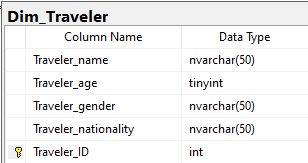 Dim_Traveler
Column Name Data Type
Traveler_name nvarchar(50)
Traveler_age tinyint
Traveler_gender nvarchar(50)
Traveler_nationality nvarchar(50)
Traveler_ID int